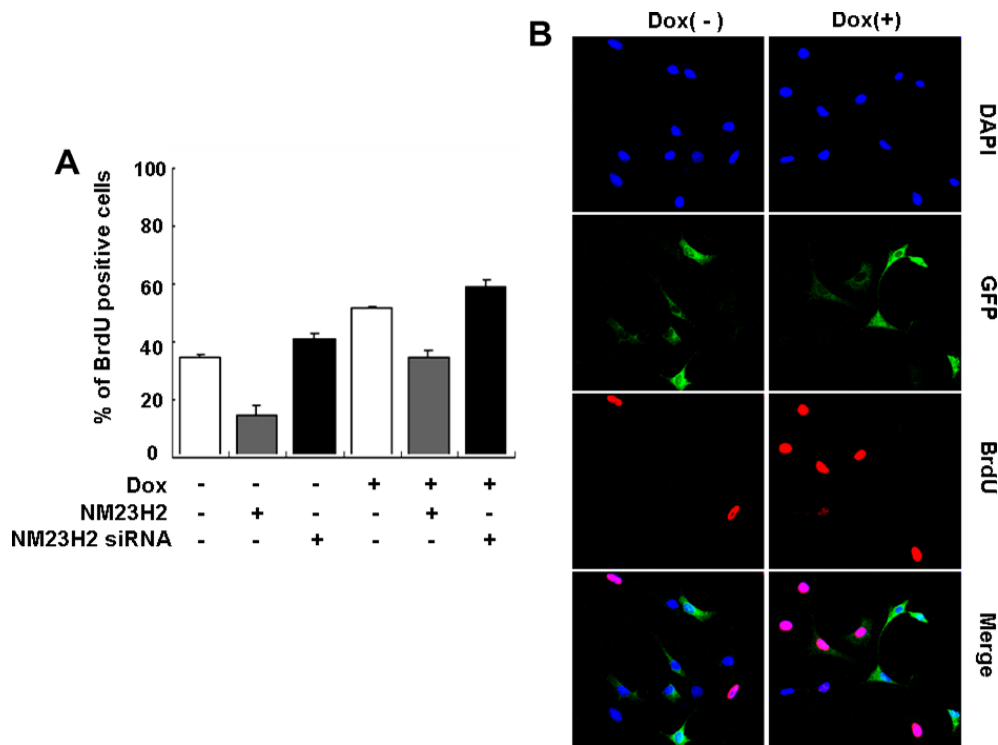 A
% of BrdU positive cells
100
80
60
40
20
0
Dox - - - + + +
NM23H2 - + - - + -
NM23H2 siRNA - - + - - +
B
Dox( - ) Dox(+)
DAPI
GFP
BrdU
Merge